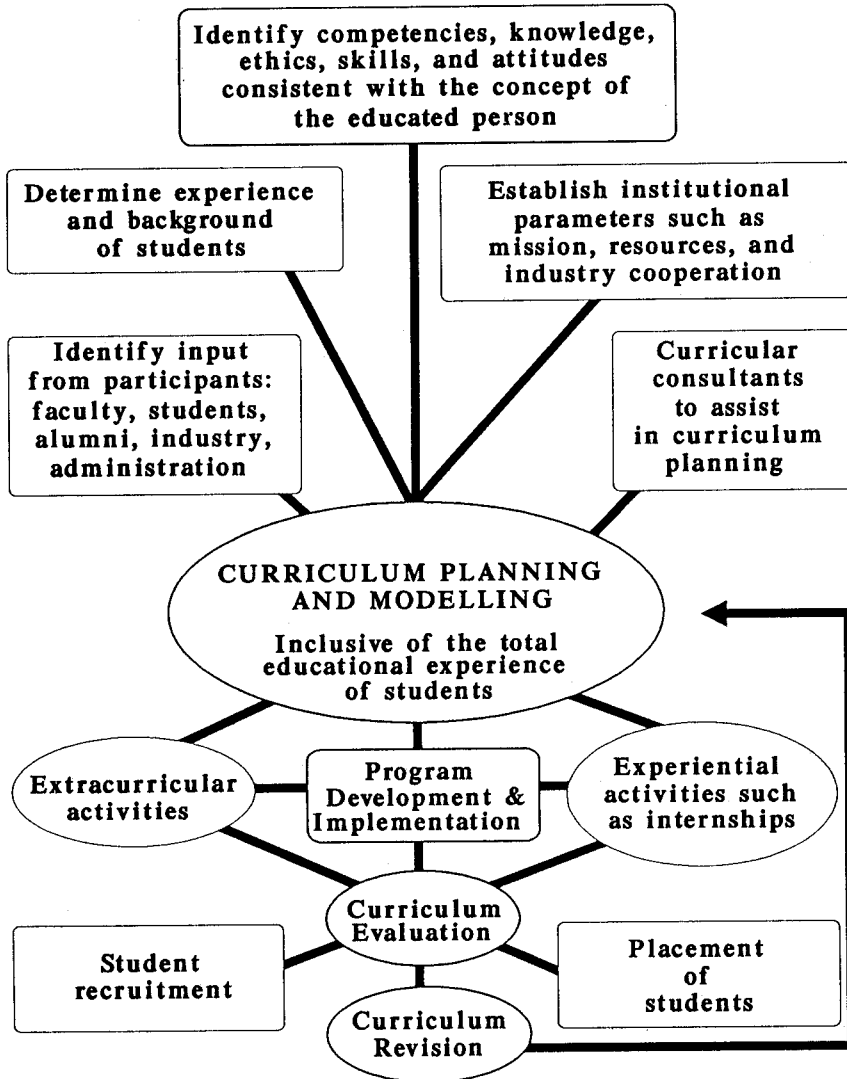 Identify competencies, knowledge,
ethics, skills, and attitudes
consistent with the concept of
the educated person
Determine experience
and background
of students
Establish institutional
parameters such as
mission, resources, and
industry cooperation
Identify input
from participants:
faculty, students,
alumni, industry,
administration
Curricular
consultants
to assist
in curriculum
planning
CURRICULUM PLANNING
AND MODELLING
Inclusive of the total
educational experience
of students
Extracurricular
activities
Program
Development &
Implementation
Experiential
activities such
as internships
Curriculum
Evaluation
Student
recruitment
Placement
of
students
Curriculum
Revision